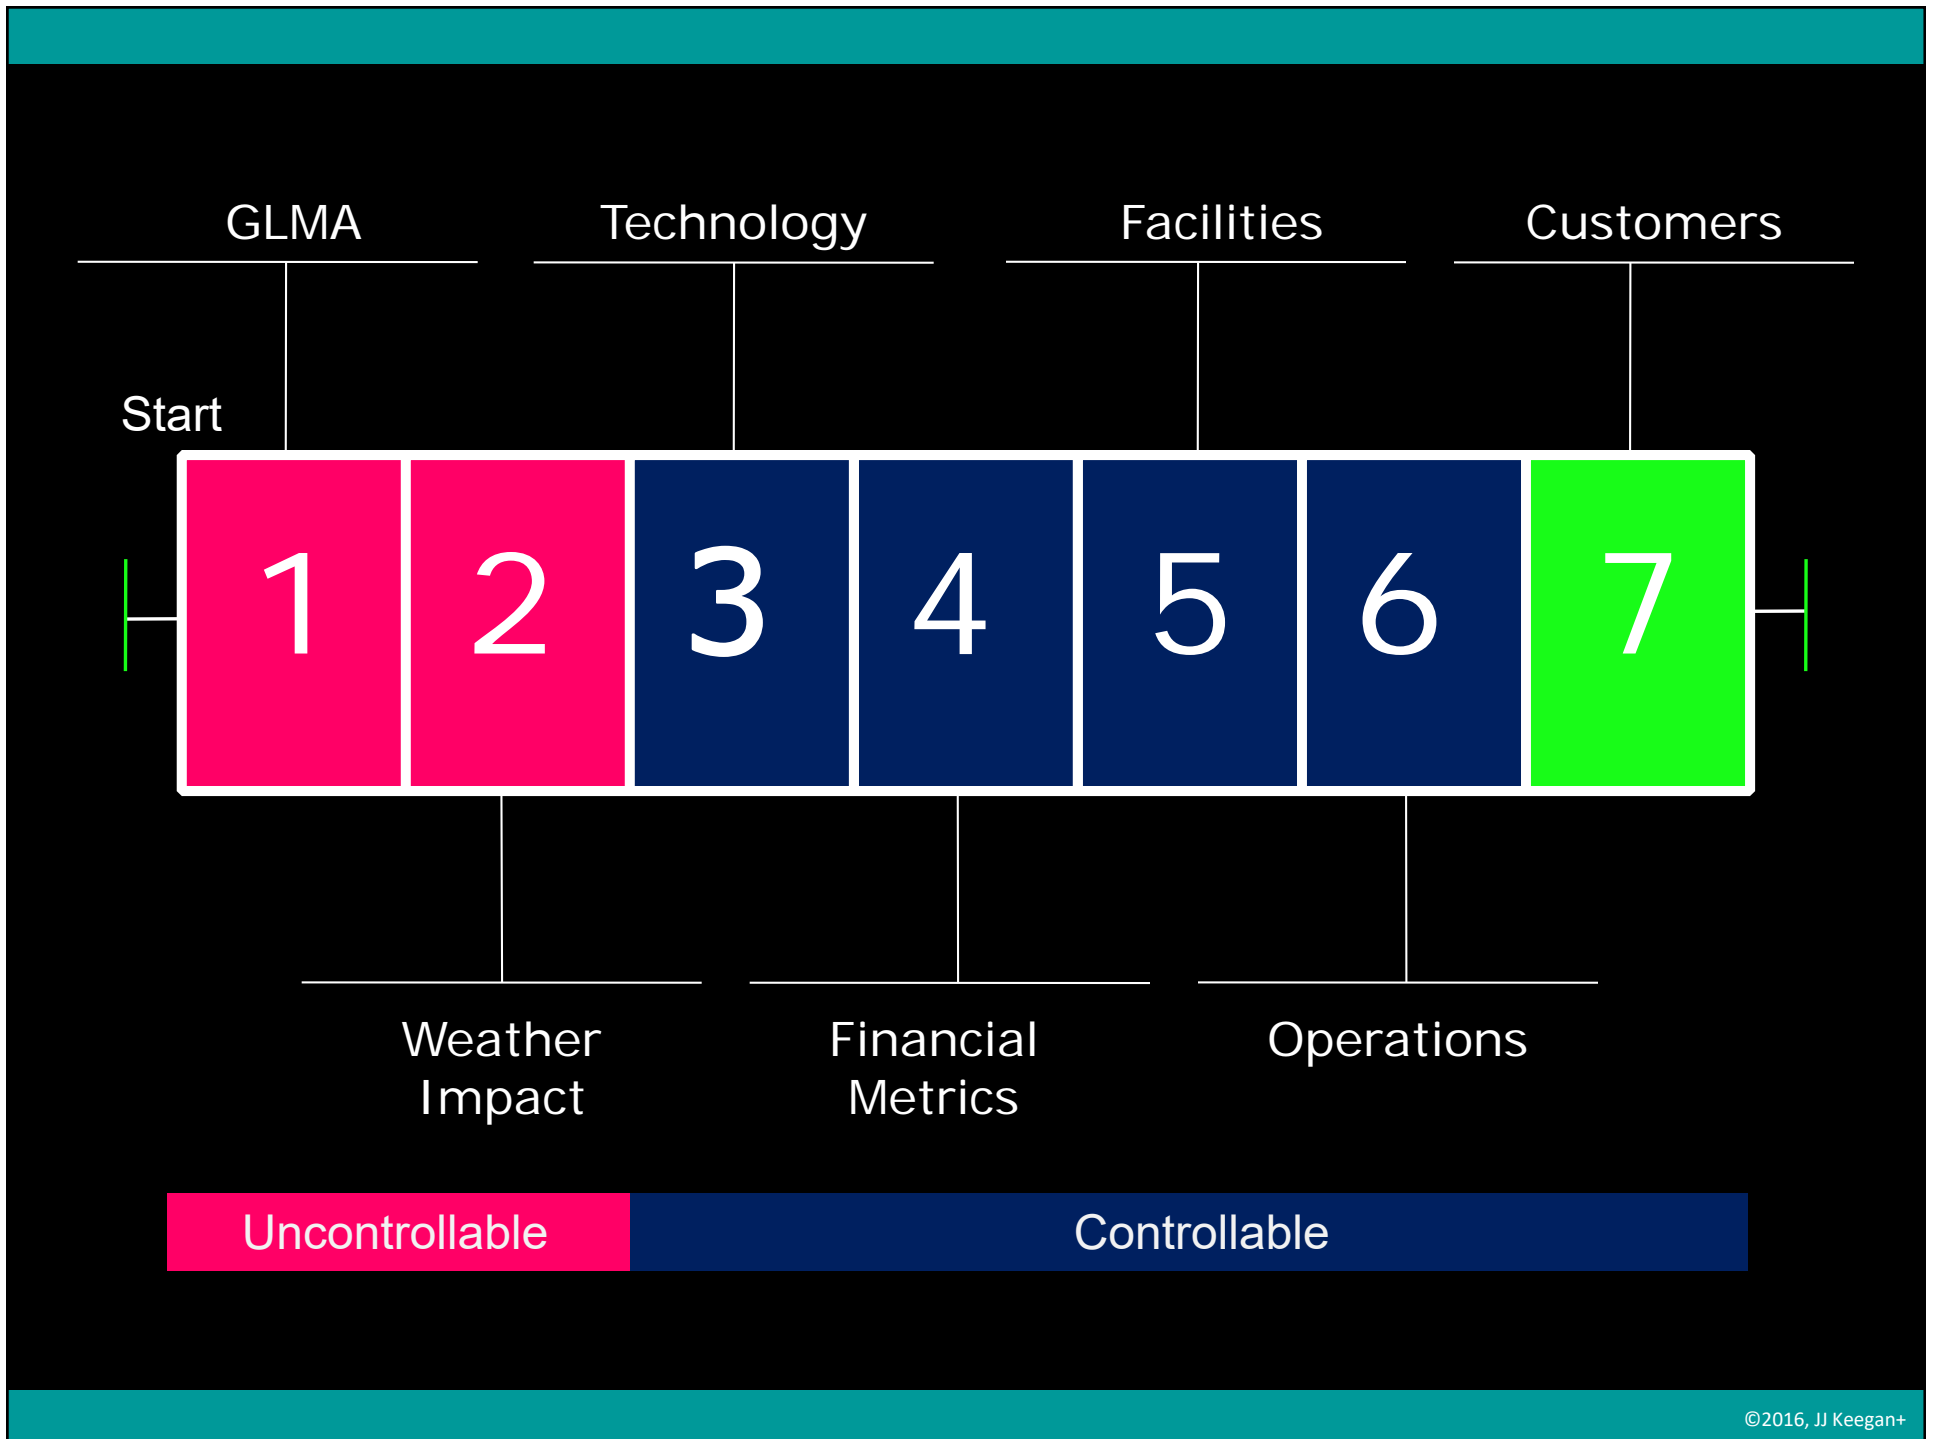 GLMA
Technology
Facilities
Customers
Start
1 2 3 4 5 6 7
Weather
Impact
Financial
Metrics
Operations
Uncontrollable
Controllable
©2016, JJ Keegan+